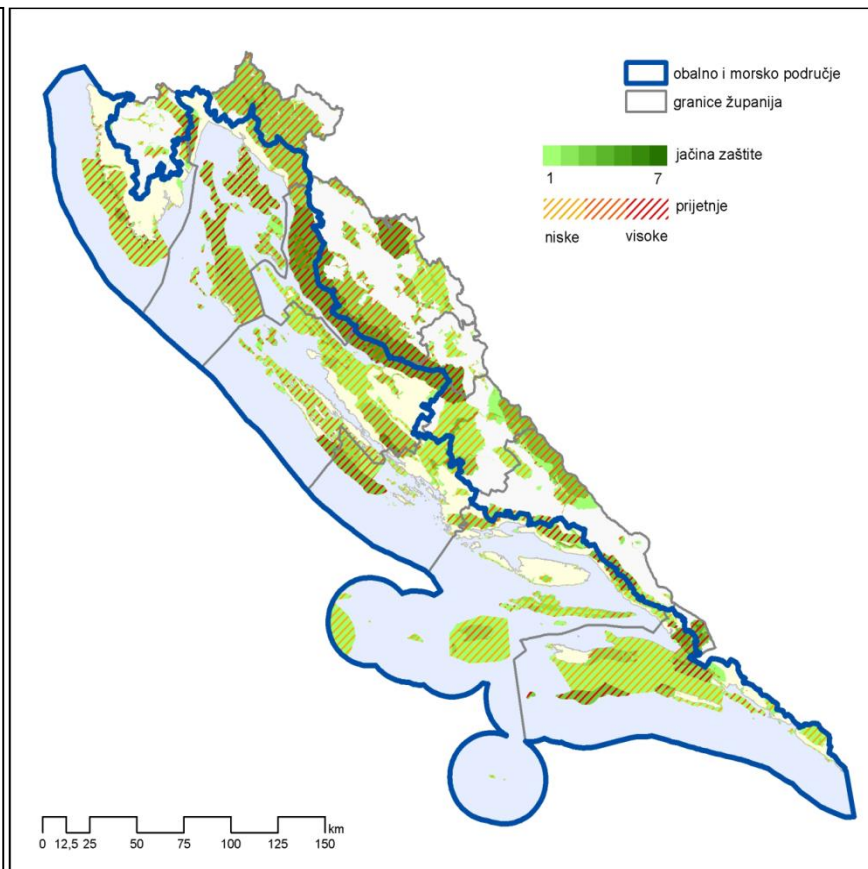 obalno i morsko područje
granice županija
jačina zaštite
1 7
prijetnje
niske visoke
km
0 12,5 25 50 75 100 125 150